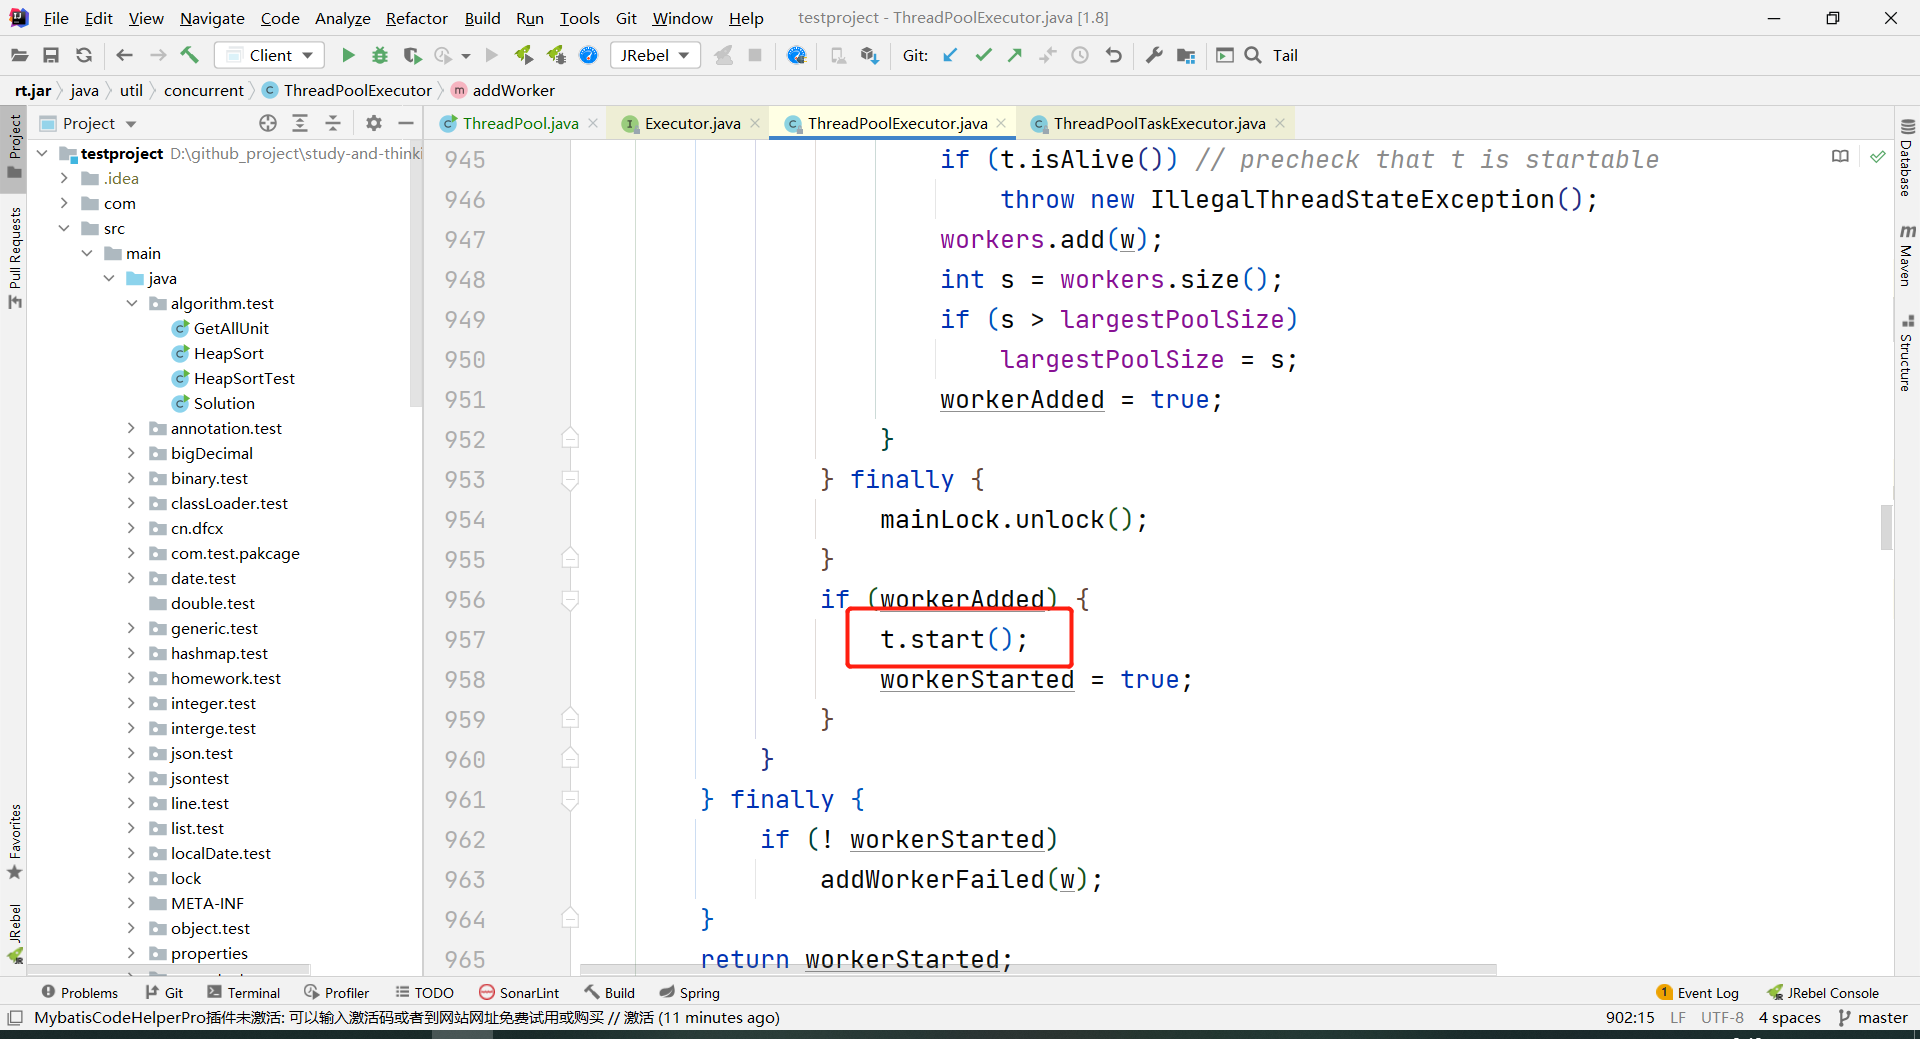 File Edit View Navigate Code Analyze Refactor Build Run Tools Git Window Help testproject - ThreadPoolExecutor.java [1.8]
Client JRebel Git: Tail
rt.jar java util concurrent ThreadPoolExecutor addWorker
Project
ThreadPool.java Executor.java ThreadPoolExecutor.java ThreadPoolTaskExecutor.java
Project
Pull Requests
Favorites
JRebel
testproject D:\github_project\study-and-thinki
.idea
com
src
main
java
algorithm.test
GetAllUnit
HeapSort
HeapSortTest
Solution
annotation.test
bigDecimal
binary.test
classLoader.test
cn.dfcx
com.test.pakcage
date.test
double.test
generic.test
hashmap.test
homework.test
integer.test
interge.test
json.test
jsontest
line.test
list.test
localDate.test
lock
META-INF
object.test
properties
945 if (t.isAlive()) // precheck that t is startable
946 throw new IllegalThreadStateException();
947 workers.add(w);
948 int s = workers.size();
949 if (s > largestPoolSize)
950 largestPoolSize = s;
951 workerAdded = true;
952 }
953 } finally {
954 mainLock.unlock();
955 }
956 if (workerAdded) {
957 t.start();
958 workerStarted = true;
959 }
960 }
961 } finally {
962 if (! workerStarted)
963 addWorkerFailed(w);
964 }
965 return workerStarted;
Database
Maven
Structure
Problems Git Terminal Profiler TODO SonarLint Build Spring 1 Event Log JRebel Console
MybatisCodeHelperPro插件未激活: 可以输入激活码或者到网站网址免费试用或购买 // 激活 (11 minutes ago) 902:15 LF UTF-8 4 spaces master